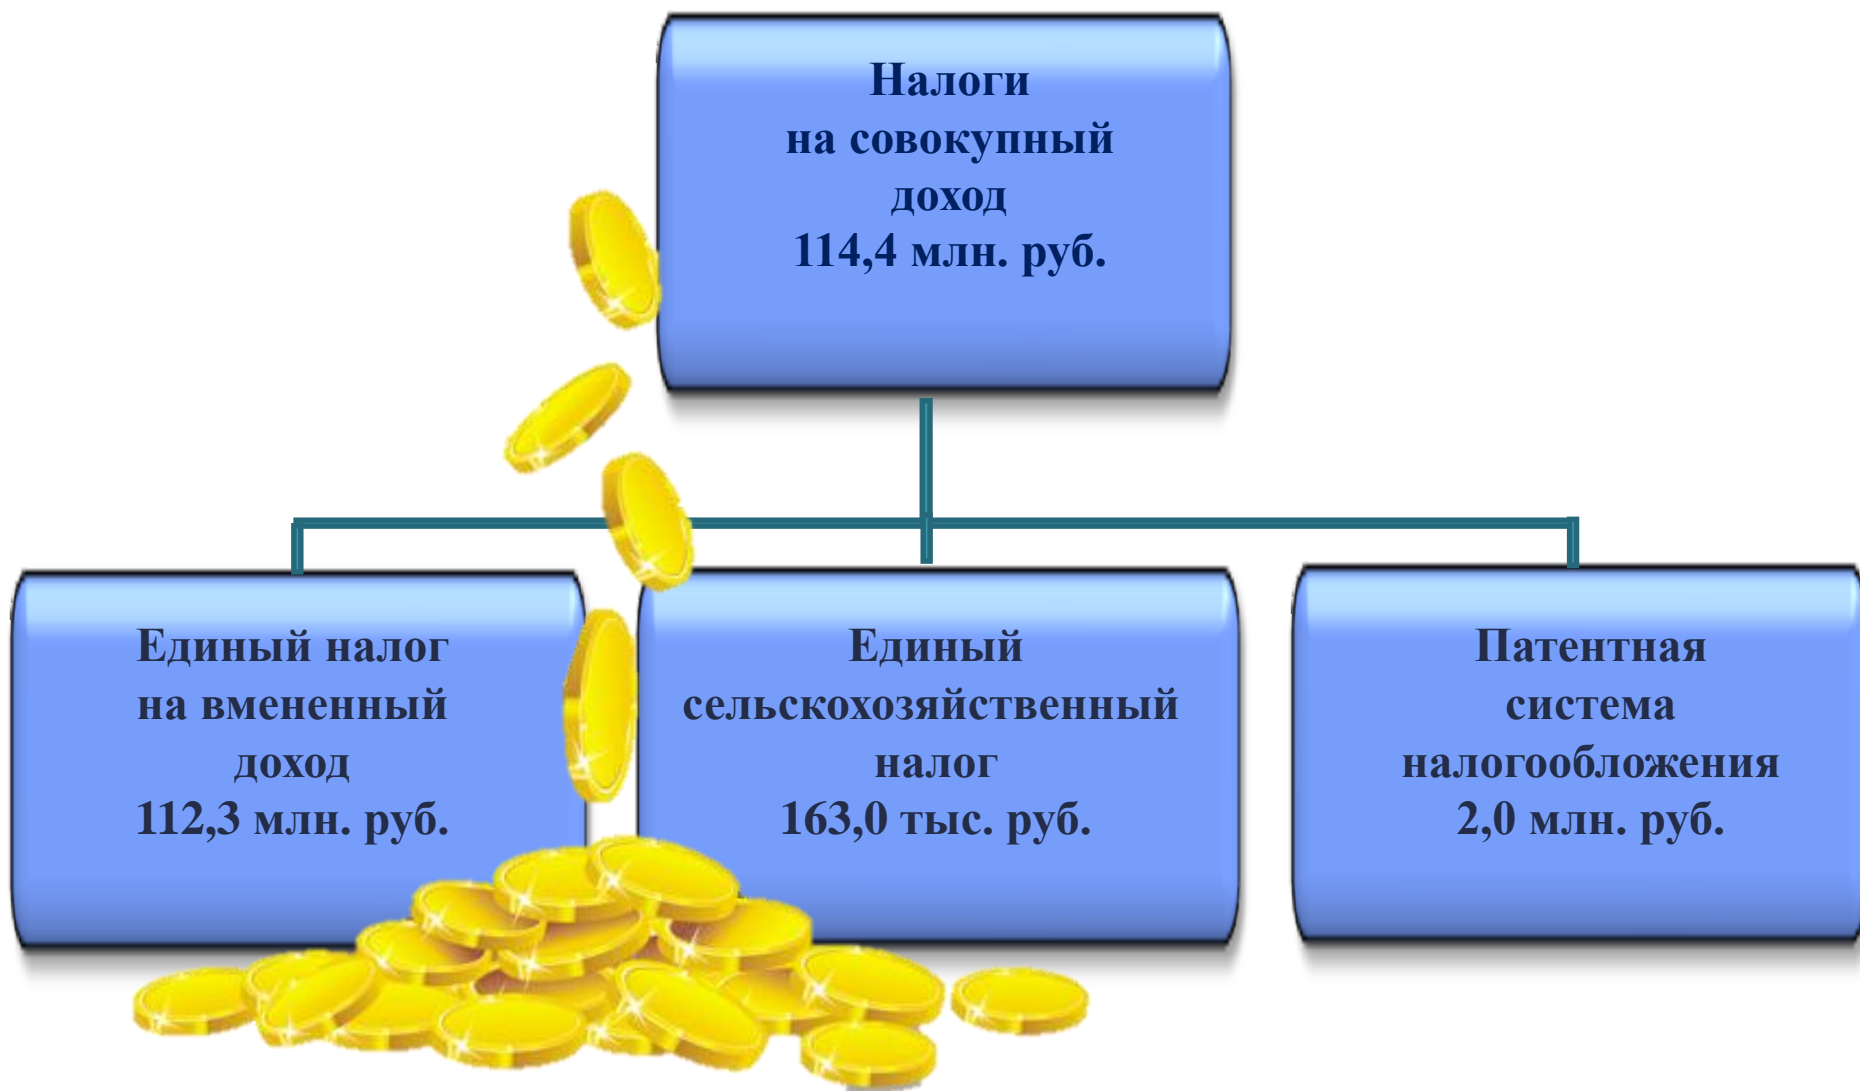 Налоги
на совокупный
доход
114,4 млн. руб.
Единый налог
на вмененный
доход
112,3 млн. руб.
Единый
сельскохозяйственный
налог
163,0 тыс. руб.
Патентная
система
налогообложения
2,0 млн. руб.